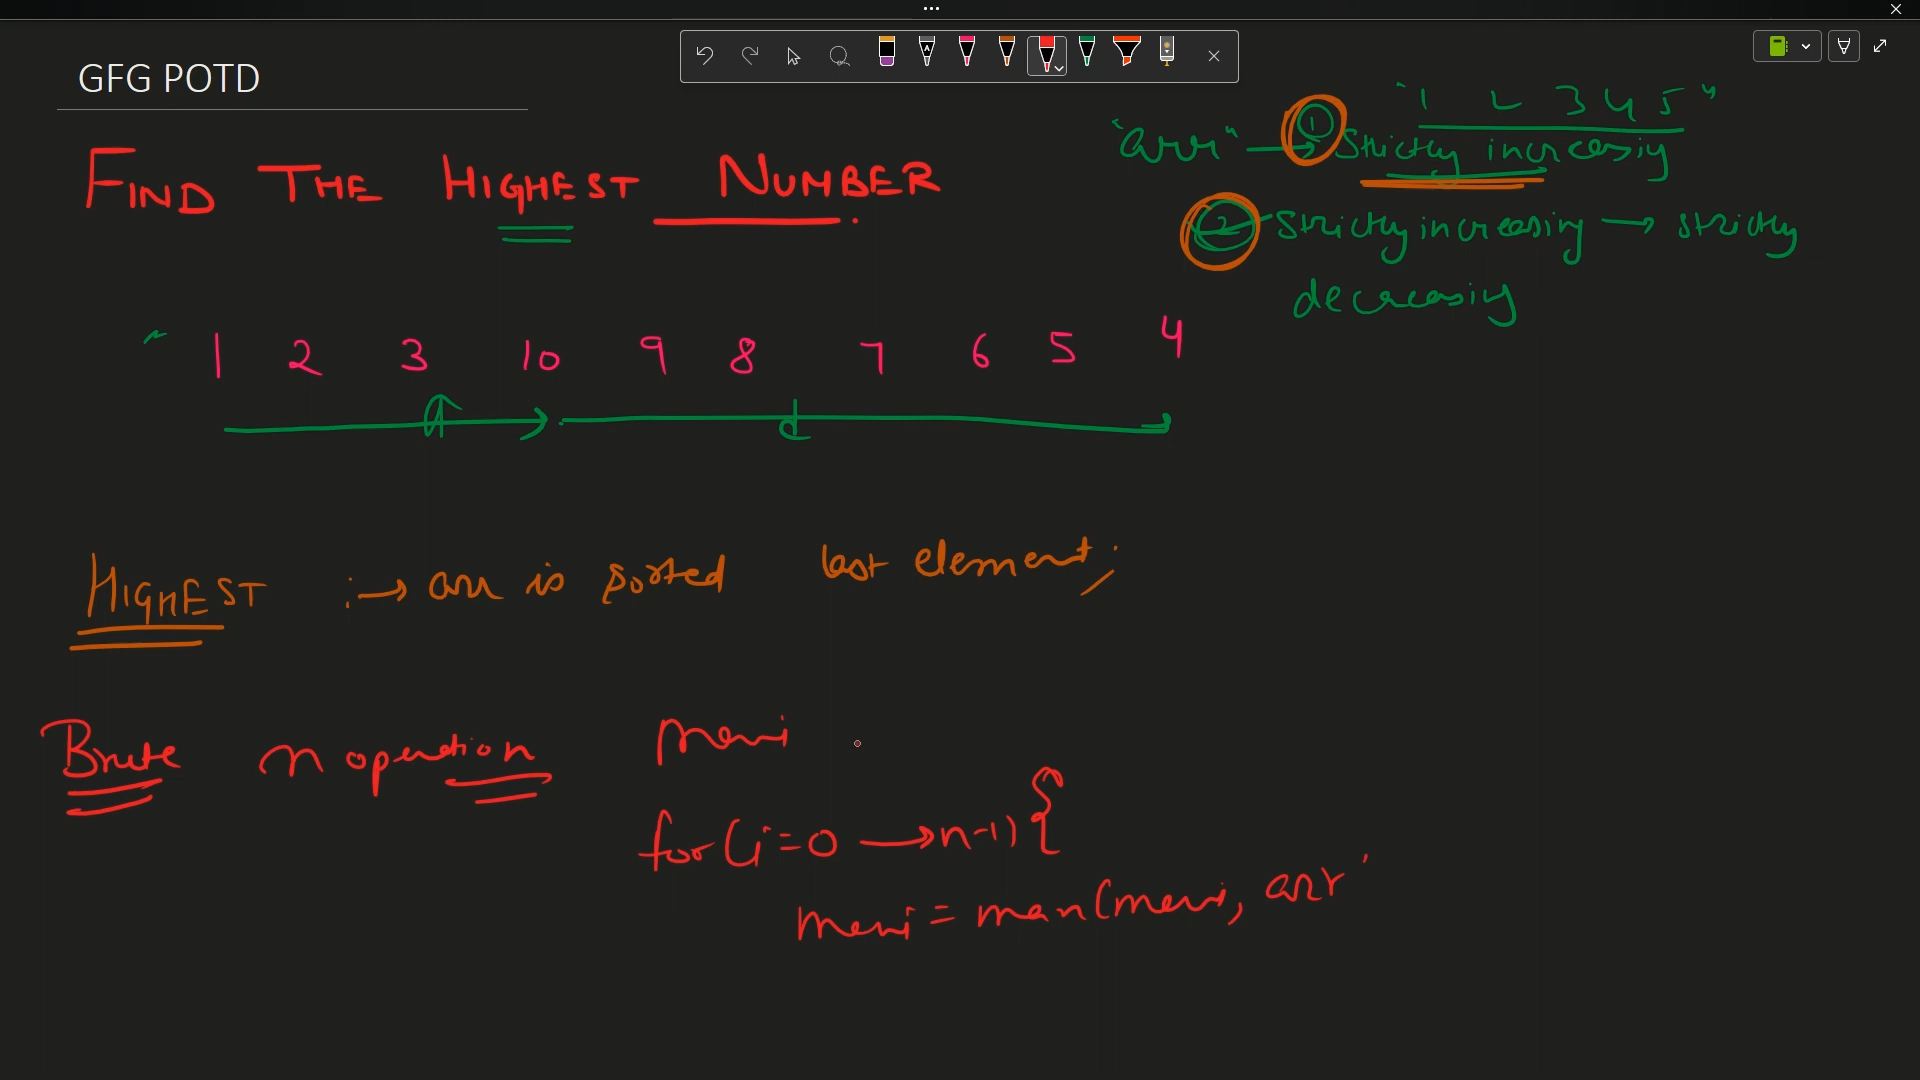 GFG POTD
FIND THE HIGHEST NUMBER.
"1 2 3 4 5"
"arr" → 1 Strictly increasing
2 Strictly increasing → strictly
decreasing
" 1 2 3 10 9 8 7 6 5 4
HIGHEST :→ arr is sorted last element;
Brute n operation maxi
for(i=0 → n-1) {
maxi = max(maxi, arr